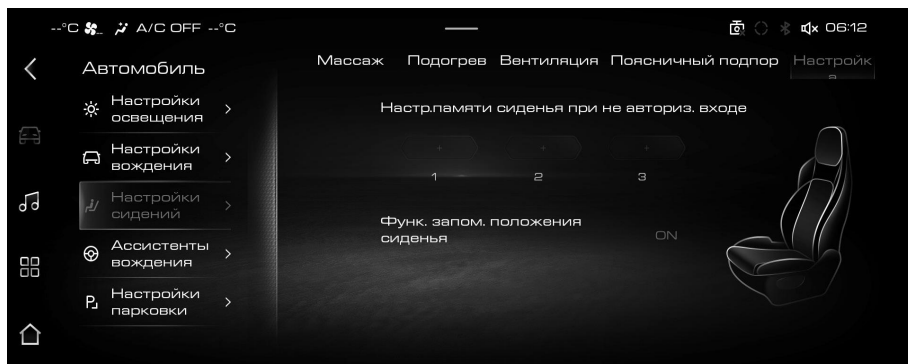 --°C A/C OFF --°C
06:12
Массаж Подогрев Вентиляция Поясничный подпор Настройк
а
Автомобиль
Настройки
освещения
Настройки
вождения
Настройки
сидений
Ассистенты
вождения
Настройки
парковки
Настр.памяти сиденья при не авториз. входе
1 2 3
Функ. запом. положения
сиденья
ON